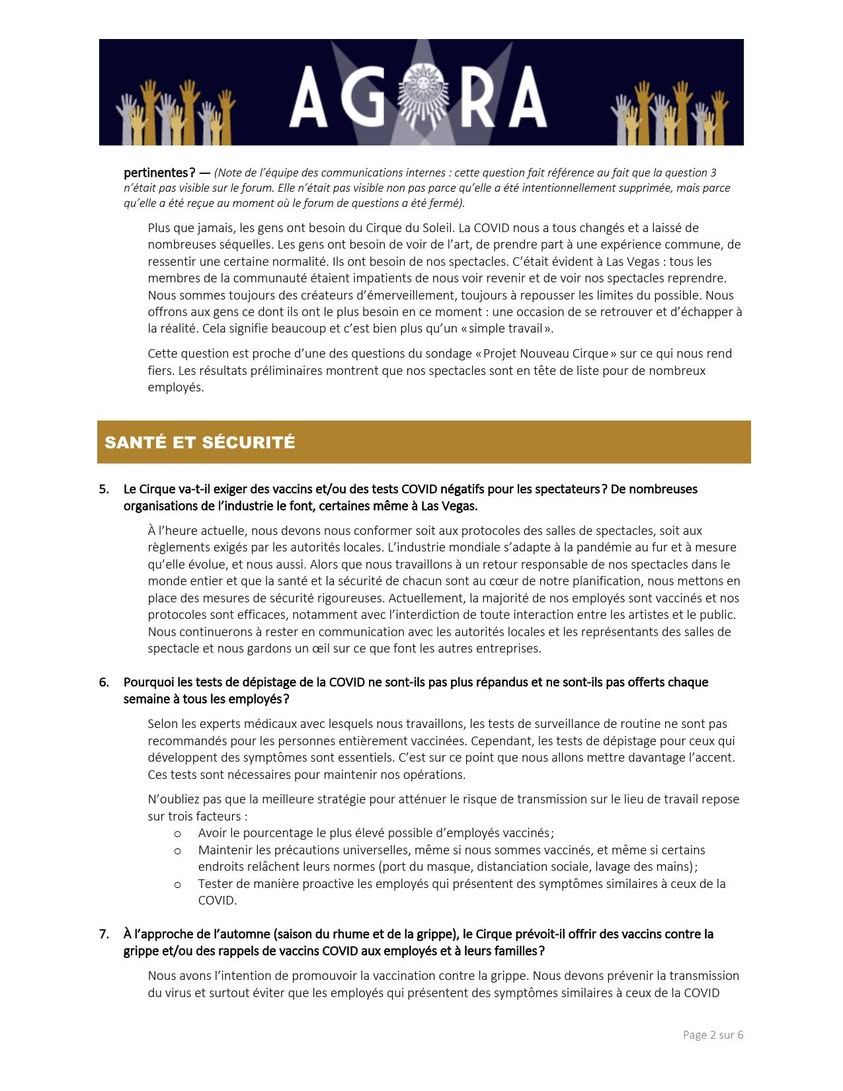 AGORA
pertinentes ? — (Note de l’équipe des communications internes : cette question fait référence au fait que la question 3
n’était pas visible sur le forum. Elle n’était pas visible non pas parce qu’elle a été intentionnellement supprimée, mais parce
qu’elle a été reçue au moment où le forum de questions a été fermé).
Plus que jamais, les gens ont besoin du Cirque du Soleil. La COVID nous a tous changés et a laissé de
nombreuses séquelles. Les gens ont besoin de voir de l’art, de prendre part à une expérience commune, de
ressentir une certaine normalité. Ils ont besoin de nos spectacles. C’était évident à Las Vegas : tous les
membres de la communauté étaient impatients de nous voir revenir et de voir nos spectacles reprendre.
Nous sommes toujours des créateurs d’émerveillement, toujours à repousser les limites du possible. Nous
offrons aux gens ce dont ils ont le plus besoin en ce moment : une occasion de se retrouver et d’échapper à
la réalité. Cela signifie beaucoup et c’est bien plus qu’un « simple travail ».
Cette question est proche d’une des questions du sondage « Projet Nouveau Cirque » sur ce qui nous rend
fiers. Les résultats préliminaires montrent que nos spectacles sont en tête de liste pour de nombreux
employés.
SANTÉ ET SÉCURITÉ
5. Le Cirque va-t-il exiger des vaccins et/ou des tests COVID négatifs pour les spectateurs ? De nombreuses
organisations de l’industrie le font, certaines même à Las Vegas.
À l’heure actuelle, nous devons nous conformer soit aux protocoles des salles de spectacles, soit aux
règlements exigés par les autorités locales. L’industrie mondiale s’adapte à la pandémie au fur et à mesure
qu’elle évolue, et nous aussi. Alors que nous travaillons à un retour responsable de nos spectacles dans le
monde entier et que la santé et la sécurité de chacun sont au cœur de notre planification, nous mettons en
place des mesures de sécurité rigoureuses. Actuellement, la majorité de nos employés sont vaccinés et nos
protocoles sont efficaces, notamment avec l’interdiction de toute interaction entre les artistes et le public.
Nous continuerons à rester en communication avec les autorités locales et les représentants des salles de
spectacle et nous gardons un œil sur ce que font les autres entreprises.
6. Pourquoi les tests de dépistage de la COVID ne sont-ils pas plus répandus et ne sont-ils pas offerts chaque
semaine à tous les employés ?
Selon les experts médicaux avec lesquels nous travaillons, les tests de surveillance de routine ne sont pas
recommandés pour les personnes entièrement vaccinées. Cependant, les tests de dépistage pour ceux qui
développent des symptômes sont essentiels. C’est sur ce point que nous allons mettre davantage l’accent.
Ces tests sont nécessaires pour maintenir nos opérations.
N’oubliez pas que la meilleure stratégie pour atténuer le risque de transmission sur le lieu de travail repose
sur trois facteurs :
o Avoir le pourcentage le plus élevé possible d’employés vaccinés ;
o Maintenir les précautions universelles, même si nous sommes vaccinés, et même si certains
endroits relâchent leurs normes (port du masque, distanciation sociale, lavage des mains) ;
o Tester de manière proactive les employés qui présentent des symptômes similaires à ceux de la
COVID.
7. À l’approche de l’automne (saison du rhume et de la grippe), le Cirque prévoit-il offrir des vaccins contre la
grippe et/ou des rappels de vaccins COVID aux employés et à leurs familles ?
Nous avons l’intention de promouvoir la vaccination contre la grippe. Nous devons prévenir la transmission
du virus et surtout éviter que les employés qui présentent des symptômes similaires à ceux de la COVID
Page 2 sur 6